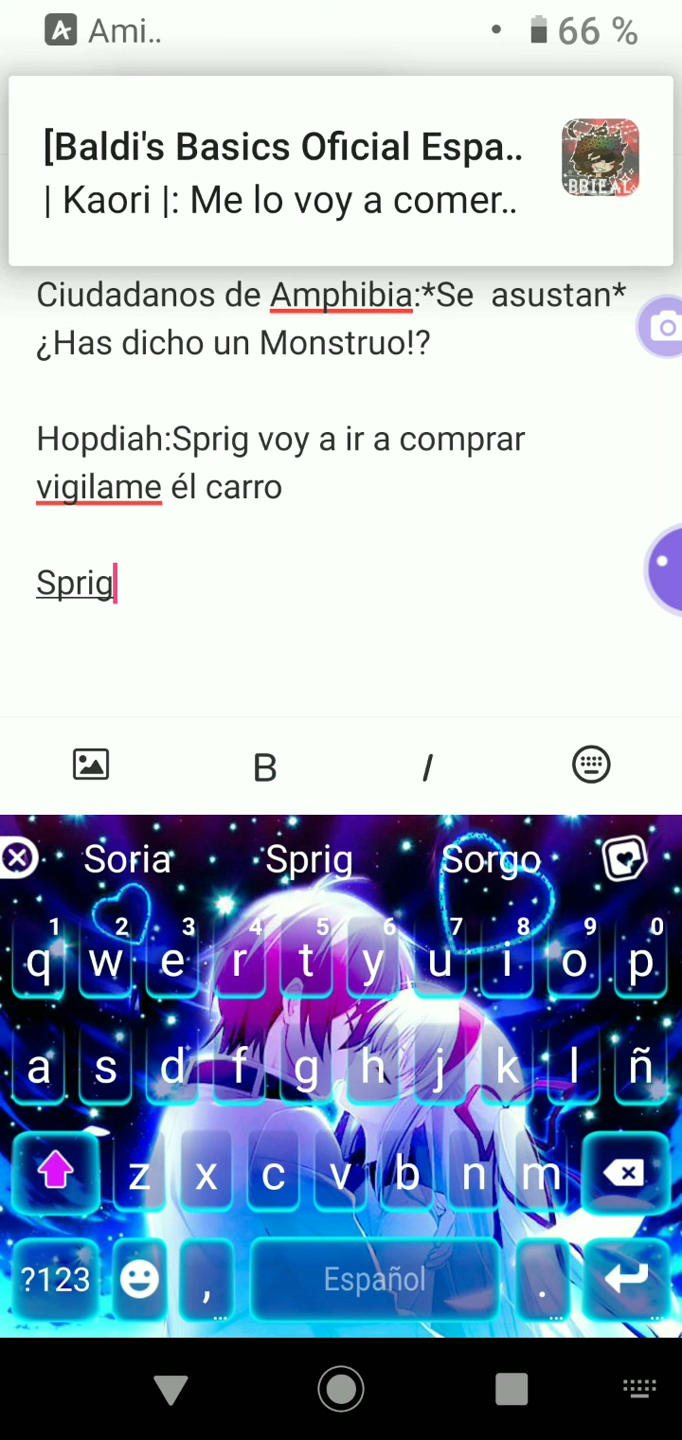 Ami..
66 %
[Baldi's Basics Oficial Espa..
| Kaori |: Me lo voy a comer..
BBIEAL
Ciudadanos de Amphibia:*Se  asustan*
¿Has dicho un Monstruo!?
Hopdiah:Sprig voy a ir a comprar
vigilame él carro
Sprig
B
I
Soria Sprig Sorgo
1 2 3 4 5 6 7 8 9 0
q w e r t y u i o p
a s d f g h j k l ñ
z x c v b n m
?123 , Español .